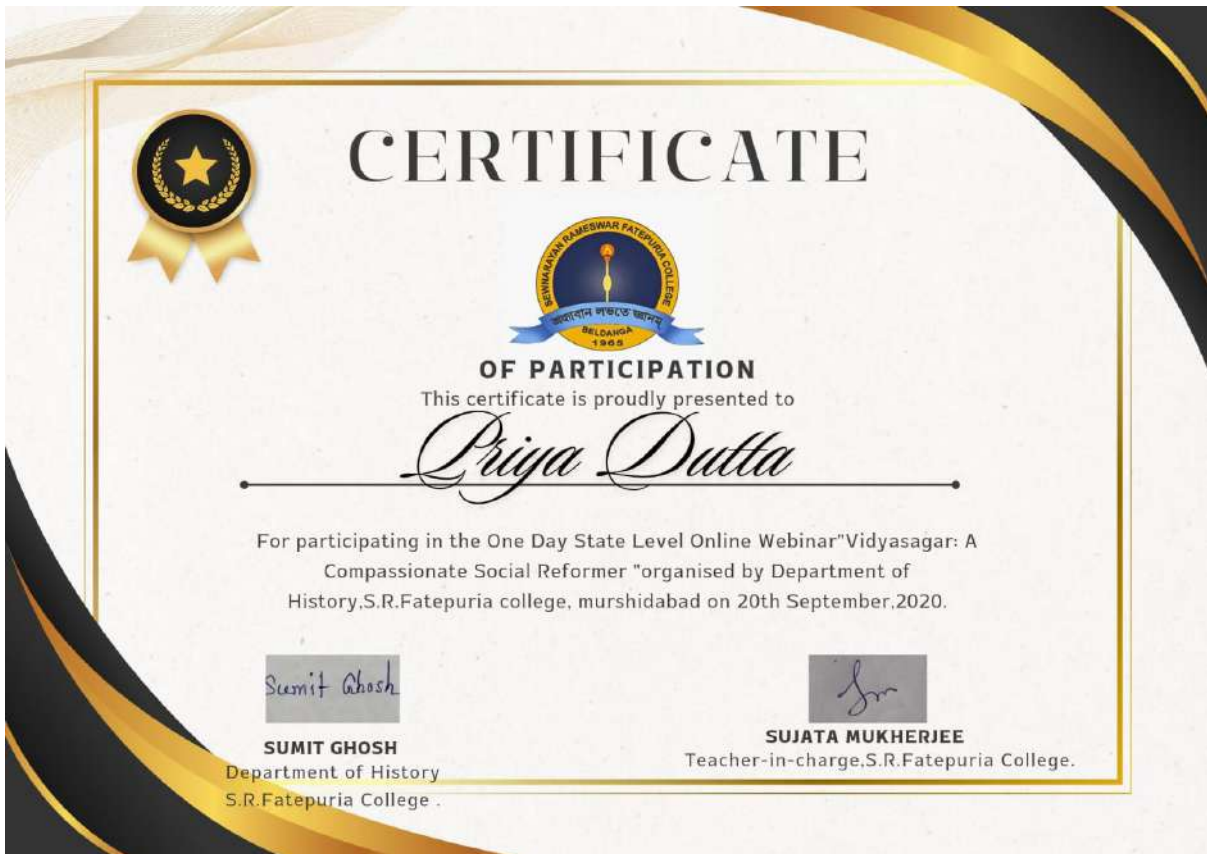 CERTIFICATE
SEWNARAYAN RAMESWAR FATEPURIA COLLEGE
শ্রদ্ধাবান লভতে জ্ঞানম্
BELDANGA
1965
OF PARTICIPATION
This certificate is proudly presented to
Priya Dutta
For participating in the One Day State Level Online Webinar"Vidyasagar: A
Compassionate Social Reformer "organised by Department of
History,S.R.Fatepuria college, murshidabad on 20th September,2020.
Sumit Ghosh
SUMIT GHOSH
Department of History
S.R.Fatepuria College .
SUJATA MUKHERJEE
Teacher-in-charge,S.R.Fatepuria College.